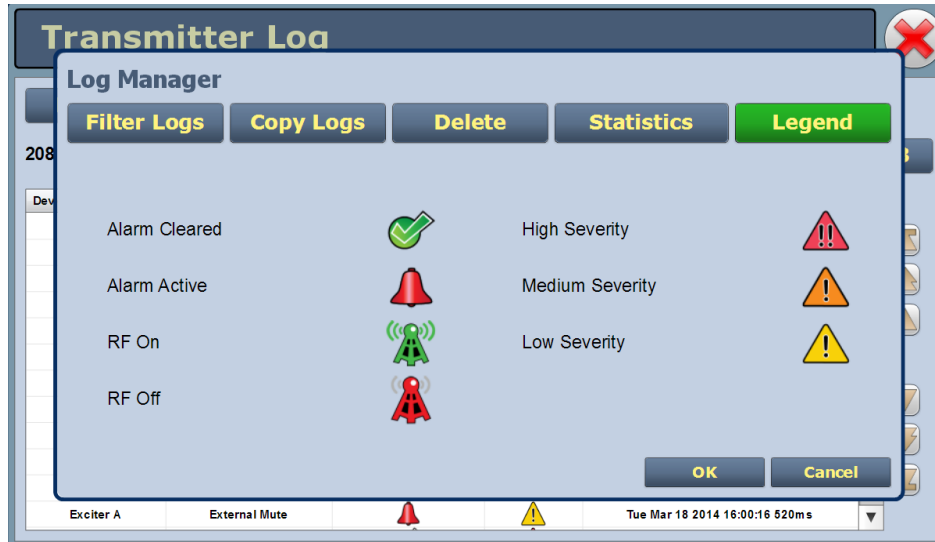 Transmitter Log
Log Manager
Filter Logs Copy Logs Delete Statistics Legend
208
Dev
Alarm Cleared High Severity
Alarm Active Medium Severity
RF On Low Severity
RF Off
OK Cancel
Exciter A External Mute Tue Mar 18 2014 16:00:16 520ms